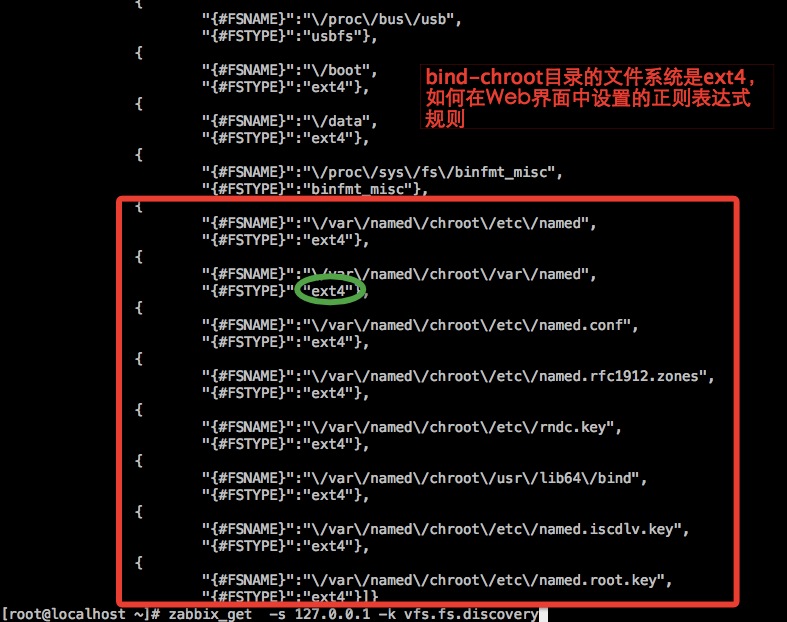 {
"{#FSNAME}":"\/proc\/bus\/usb",
"{#FSTYPE}":"usbfs"},
{
"{#FSNAME}":"\/boot",
"{#FSTYPE}":"ext4"},
bind-chroot目录的文件系统是ext4，
如何在Web界面中设置的正则表达式
规则
{
"{#FSNAME}":"\/data",
"{#FSTYPE}":"ext4"},
{
"{#FSNAME}":"\/proc\/sys\/fs\/binfmt_misc",
"{#FSTYPE}":"binfmt_misc"},
{
"{#FSNAME}":"\/var\/named\/chroot\/etc\/named",
"{#FSTYPE}":"ext4"},
{
"{#FSNAME}":"\/var\/named\/chroot\/var\/named",
"{#FSTYPE}":"ext4"},
{
"{#FSNAME}":"\/var\/named\/chroot\/etc\/named.conf",
"{#FSTYPE}":"ext4"},
{
"{#FSNAME}":"\/var\/named\/chroot\/etc\/named.rfc1912.zones",
"{#FSTYPE}":"ext4"},
{
"{#FSNAME}":"\/var\/named\/chroot\/etc\/rndc.key",
"{#FSTYPE}":"ext4"},
{
"{#FSNAME}":"\/var\/named\/chroot\/usr\/lib64\/bind",
"{#FSTYPE}":"ext4"},
{
"{#FSNAME}":"\/var\/named\/chroot\/etc\/named.iscdlv.key",
"{#FSTYPE}":"ext4"},
{
"{#FSNAME}":"\/var\/named\/chroot\/etc\/named.root.key",
"{#FSTYPE}":"ext4"}]}
[root@localhost ~]# zabbix_get  -s 127.0.0.1 -k vfs.fs.discovery